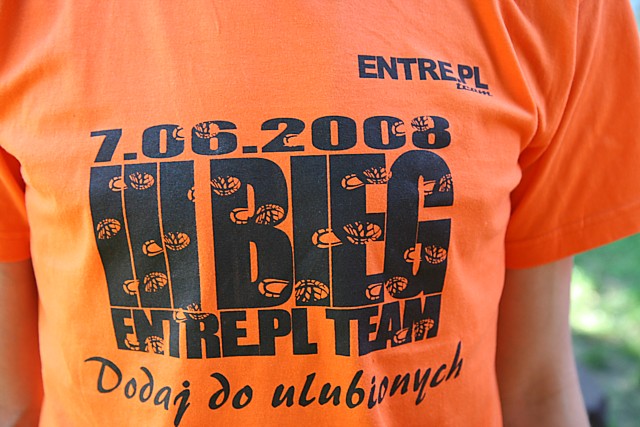 ENTRE.PL
team
7.06.2008
III BIEG
ENTRE.PL TEAM
Dodaj do ulubionych